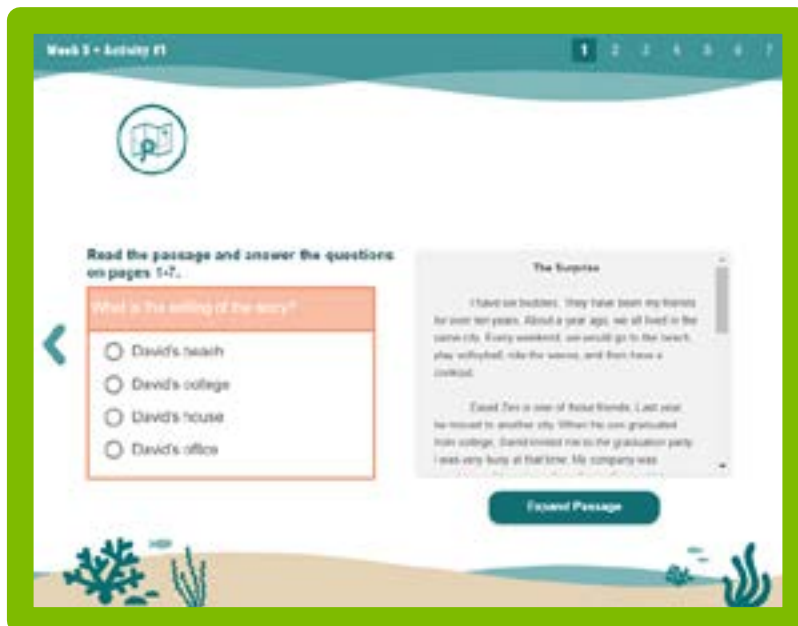 Week 5 • Activity #1
1 2 3 4 5 6 7
Read the passage and answer the questions
on pages 1-7.
What is the setting of the story?
David's beach
David's college
David's house
David's office
The Surprise
I have six buddies. They have been my friends
for over ten years. About a year ago, we all lived in the
same city. Every weekend, we would go to the beach,
play volleyball, ride the waves, and then have a
cookout.
David Zen is one of those friends. Last year,
he moved to another city. When his son graduated
from college, David invited me to the graduation party.
I was very busy at that time. My company was
Expand Passage